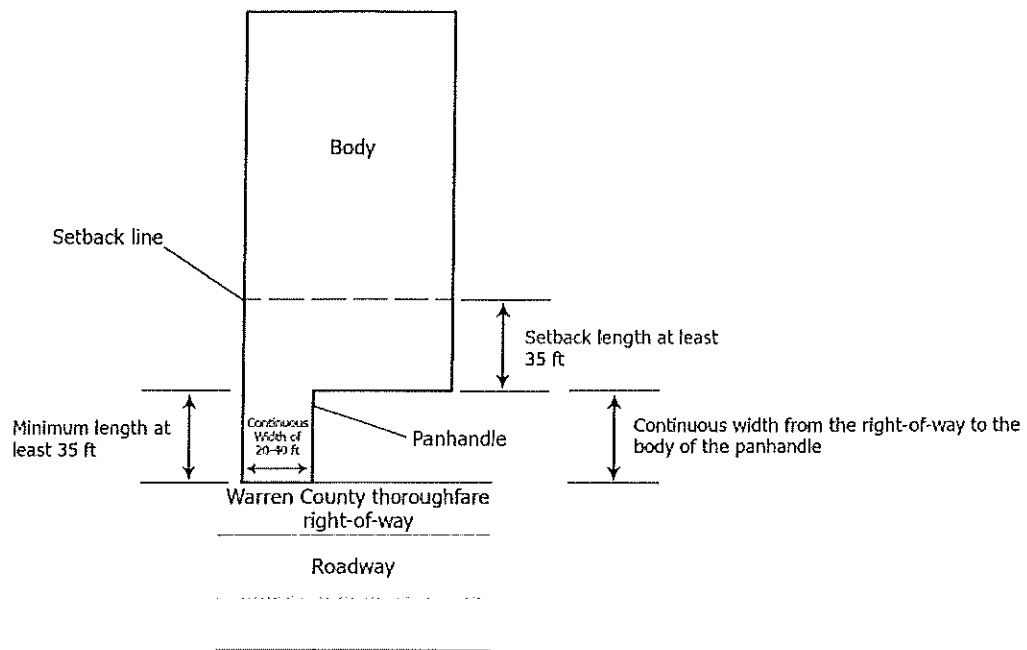 Body
Setback line
Setback length at least
35 ft
Minimum length at
least 35 ft
Continuous
Width of
20-40 ft
Panhandle
Continuous width from the right-of-way to the
body of the panhandle
Warren County thoroughfare
right-of-way
Roadway